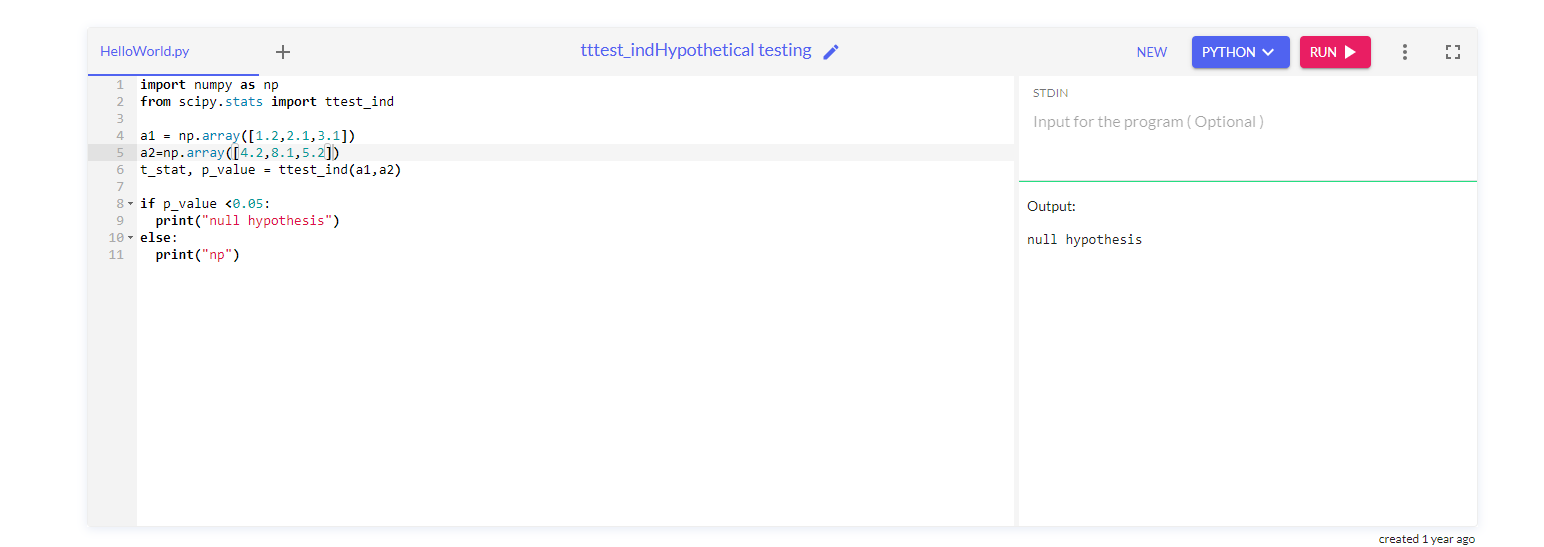 HelloWorld.py + tttest_indHypothetical testing NEW PYTHON RUN
1 import numpy as np
2 from scipy.stats import ttest_ind
3
4 a1 = np.array([1.2,2.1,3.1])
5 a2=np.array([4.2,8.1,5.2])
6 t_stat, p_value = ttest_ind(a1,a2)
7
8 if p_value <0.05:
9   print("null hypothesis")
10 else:
11   print("np")
STDIN
Input for the program ( Optional )
Output:
null hypothesis
created 1 year ago